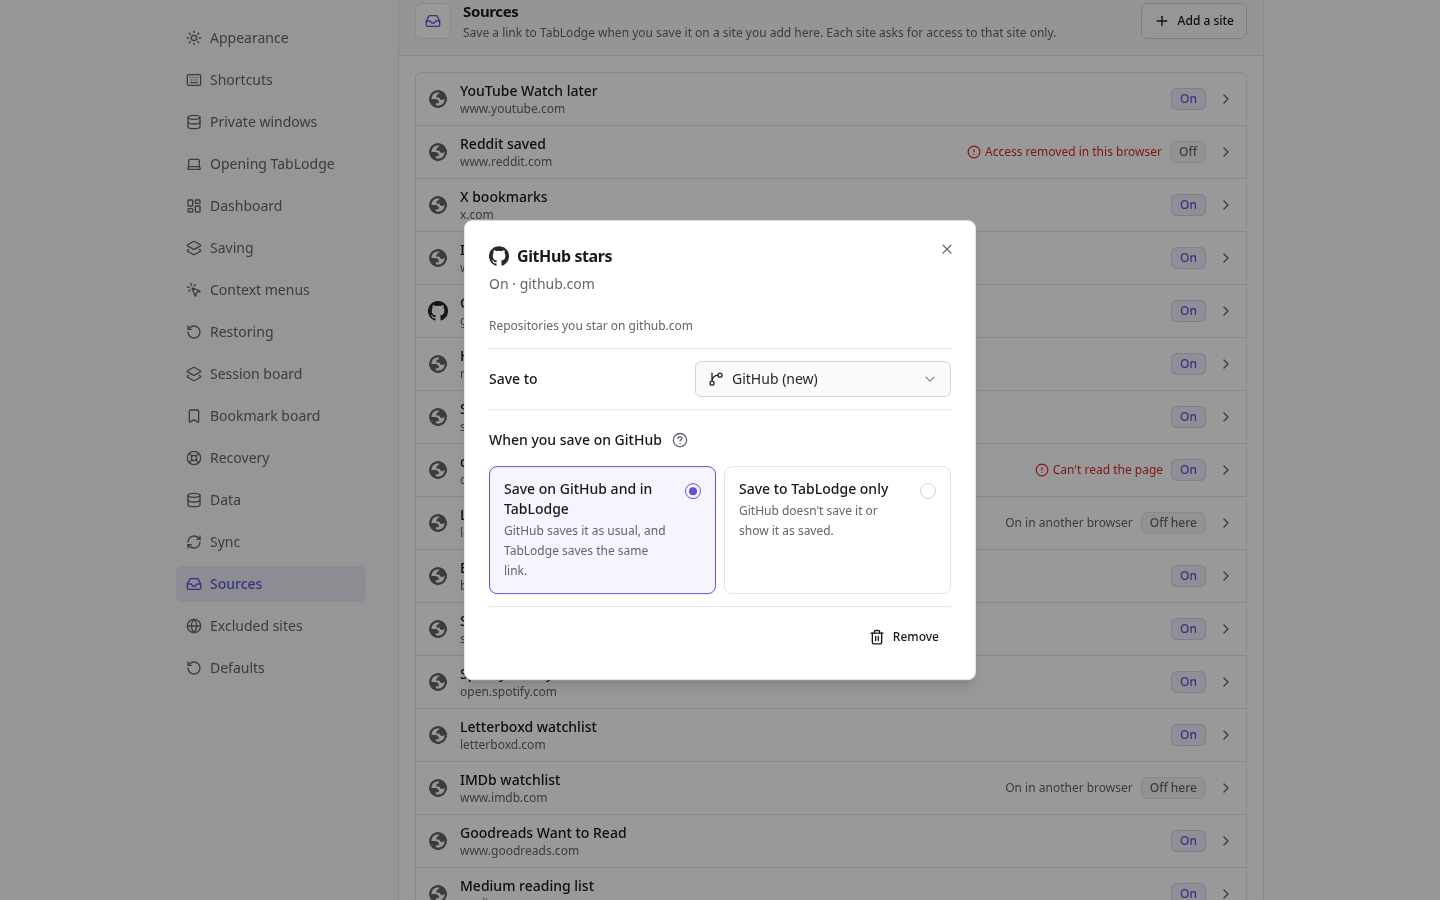 Appearance
Shortcuts
Private windows
Opening TabLodge
Dashboard
Saving
Context menus
Restoring
Session board
Bookmark board
Recovery
Data
Sync
Sources
Excluded sites
Defaults
Sources
Save a link to TabLodge when you save it on a site you add here. Each site asks for access to that site only.
Add a site
YouTube Watch later
www.youtube.com
On
Reddit saved
www.reddit.com
Access removed in this browser
Off
X bookmarks
x.com
On
On
On
On
On
Can't read the page
On
On in another browser
Off here
On
On
open.spotify.com
On
Letterboxd watchlist
letterboxd.com
On
IMDb watchlist
www.imdb.com
On in another browser
Off here
Goodreads Want to Read
www.goodreads.com
On
Medium reading list
On
GitHub stars
On · github.com
Repositories you star on github.com
Save to
GitHub (new)
When you save on GitHub
Save on GitHub and in
TabLodge
GitHub saves it as usual, and
TabLodge saves the same
link.
Save to TabLodge only
GitHub doesn't save it or
show it as saved.
Remove